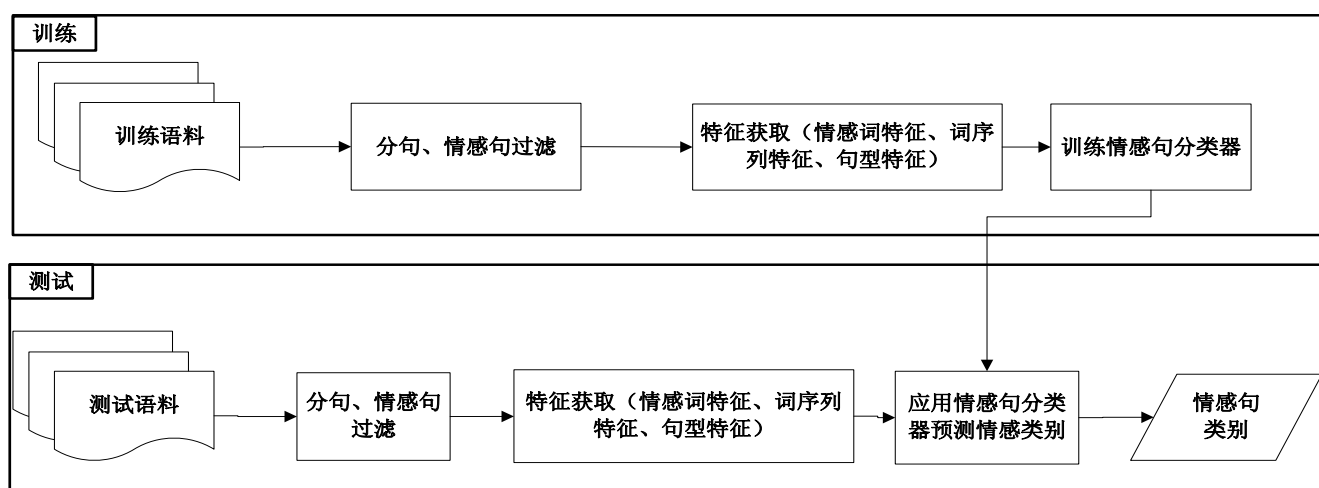 训练
训练语料
分句、情感句过滤
特征获取（情感词特征、词序
列特征、句型特征）
训练情感句分类器
测试
测试语料
分句、情感句
过滤
特征获取（情感词特征、词序列
特征、句型特征）
应用情感句分类
器预测情感类别
情感句
类别